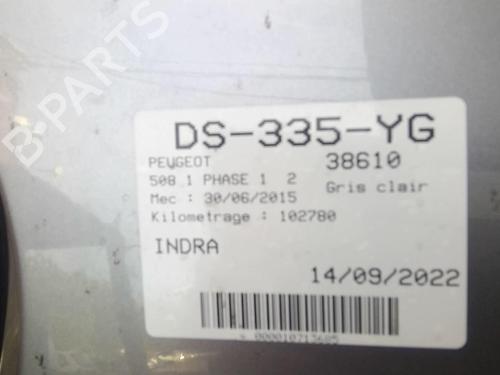 DS-335-YG
PEUGEOT 38610
508 1 PHASE 1 2 Gris clair
Mec : 30/06/2015
Kilometrage : 102780
INDRA
14/09/2022
B-PARTS